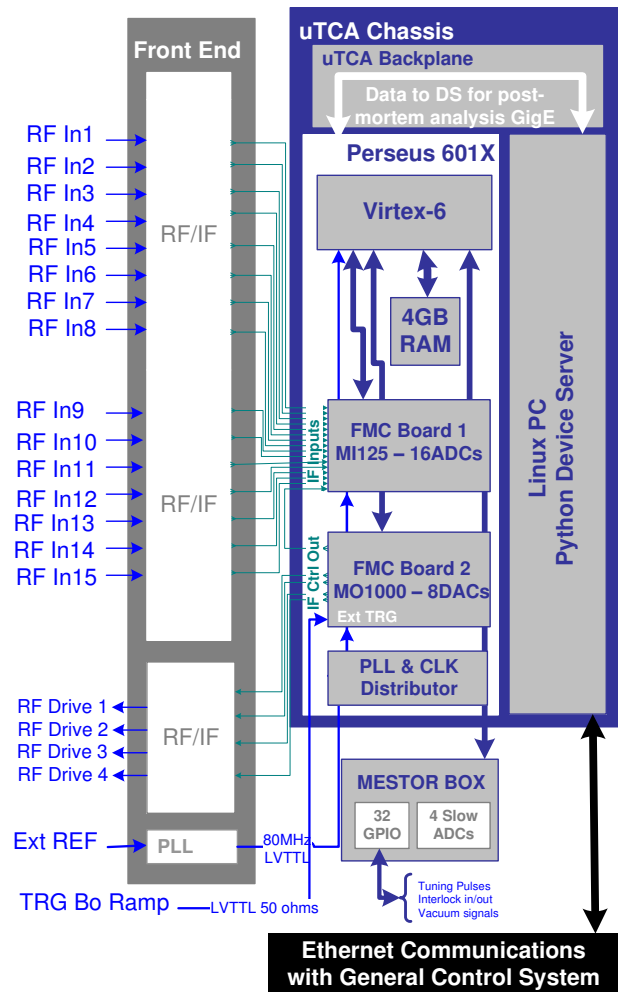 Front End
RF In1
RF In2
RF In3
RF In4
RF In5
RF In6
RF In7
RF In8
RF In9
RF In10
RF In11
RF In12
RF In13
RF In14
RF In15
RF/IF
RF/IF
RF Drive 1
RF Drive 2
RF Drive 3
RF Drive 4
RF/IF
Ext REF
PLL
80MHz
LVTTL
TRG Bo Ramp
LVTTL 50 ohms
uTCA Chassis
uTCA Backplane
Data to DS for post-
mortem analysis GigE
Perseus 601X
Virtex-6
4GB
RAM
IF Inputs
FMC Board 1
MI125 – 16ADCs
IF Ctrl Out
FMC Board 2
MO1000 – 8DACs
Ext TRG
PLL & CLK
Distributor
Linux PC
Python Device Server
MESTOR BOX
32
GPIO
4 Slow
ADCs
Tuning Pulses
Interlock in/out
Vacuum signals
Ethernet Communications
with General Control System